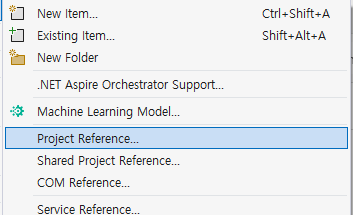 New Item... Ctrl+Shift+A
Existing Item... Shift+Alt+A
New Folder
.NET Aspire Orchestrator Support...
Machine Learning Model...
Project Reference...
Shared Project Reference...
COM Reference...
Service Reference...